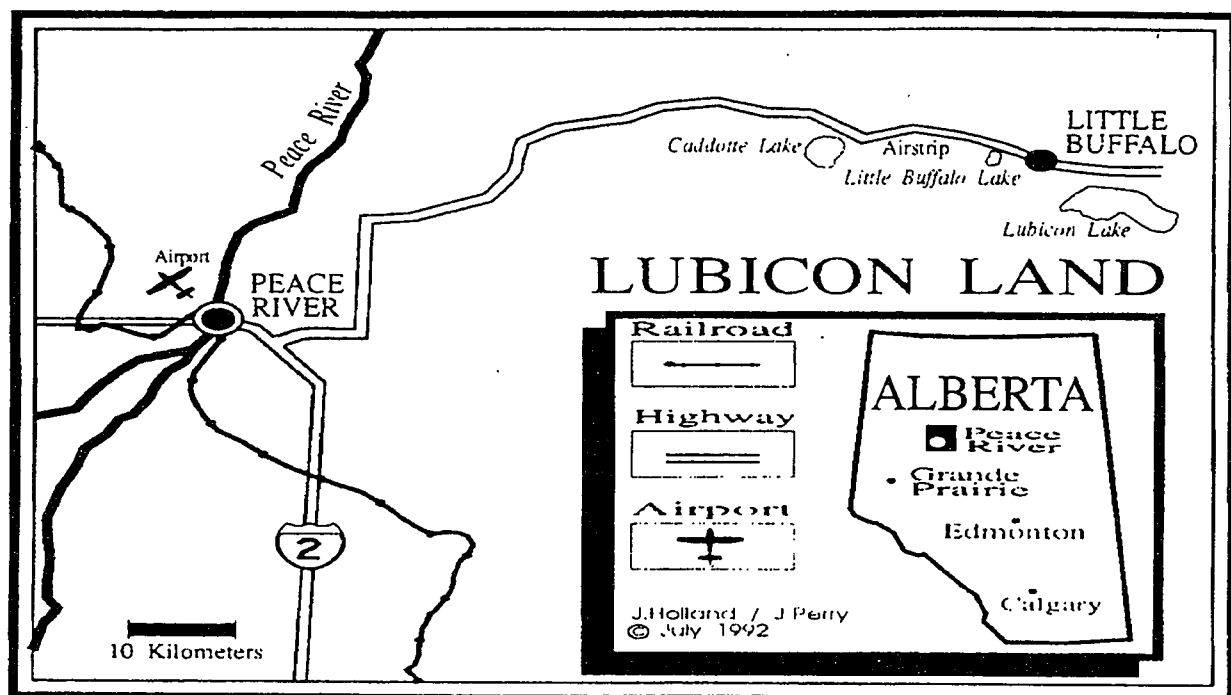 Peace River
Caddotte Lake
Airstrip
Little Buffalo Lake
LITTLE
BUFFALO
Lubicon Lake
Airport
PEACE
RIVER
LUBICON LAND
2
10 Kilometers
Railroad
Highway
Airport
J.Holland / J Perry
© July 1992
ALBERTA
Peace
River
Grande
Prairie
Edmonton
Calgary